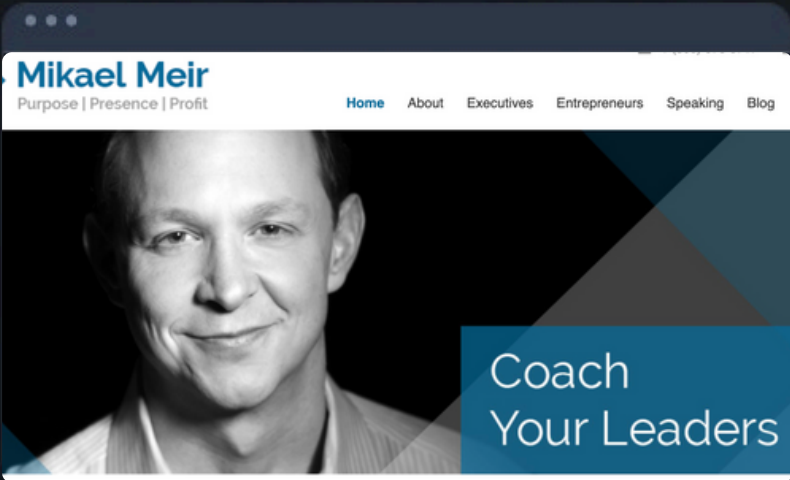 Mikael Meir
Purpose | Presence | Profit
Home About Executives Entrepreneurs Speaking Blog
Coach
Your Leaders